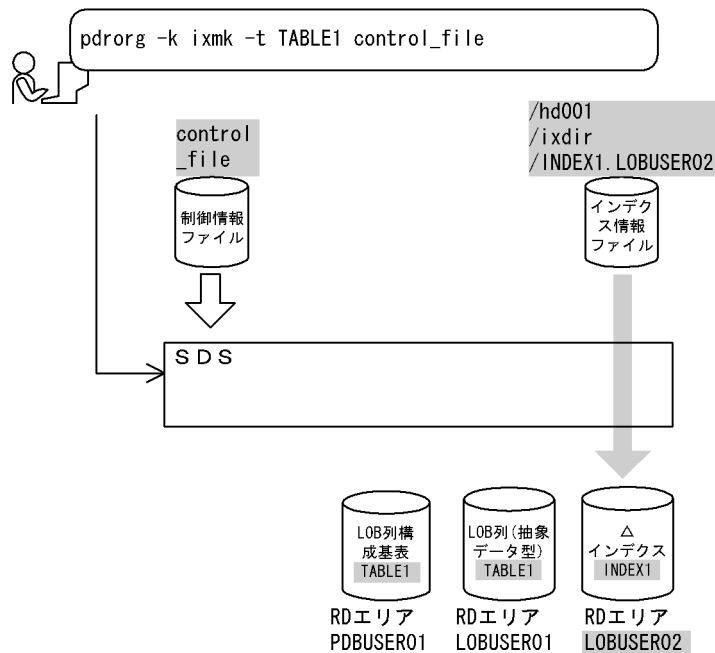 pdrorg -k ixmk -t TABLE1 control_file
control
_file
制御情報
ファイル
/hd001
/ixdir
/INDEX1.LOBUSER02
インデク
ス情報
ファイル
ＳＤＳ
LOB列構
成基表
TABLE1
RDエリア
PDBUSER01
LOB列(抽象
データ型)
TABLE1
RDエリア
LOBUSER01
△
インデクス
INDEX1
RDエリア
LOBUSER02